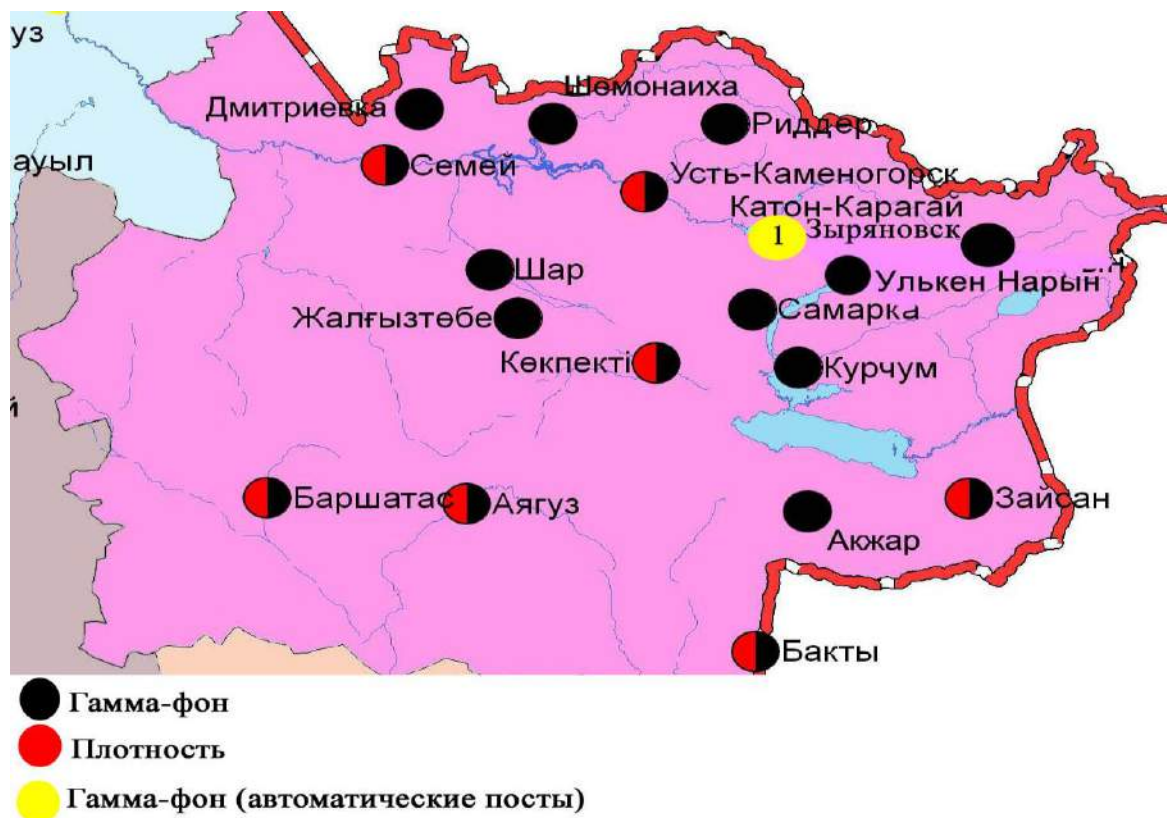 уз
Шемонаиха
Дмитриевка
Риддер
ауыл
Семей
Усть-Каменогорск
Катон-Карагай
1 Зыряновск
Шар
Улькен Нарын
Жалғызтөбе
Самарка
Көкпекті
Курчум
й
Баршатас
Аягуз
Зайсан
Акжар
Бакты
Гамма-фон
Плотность
Гамма-фон (автоматические посты)